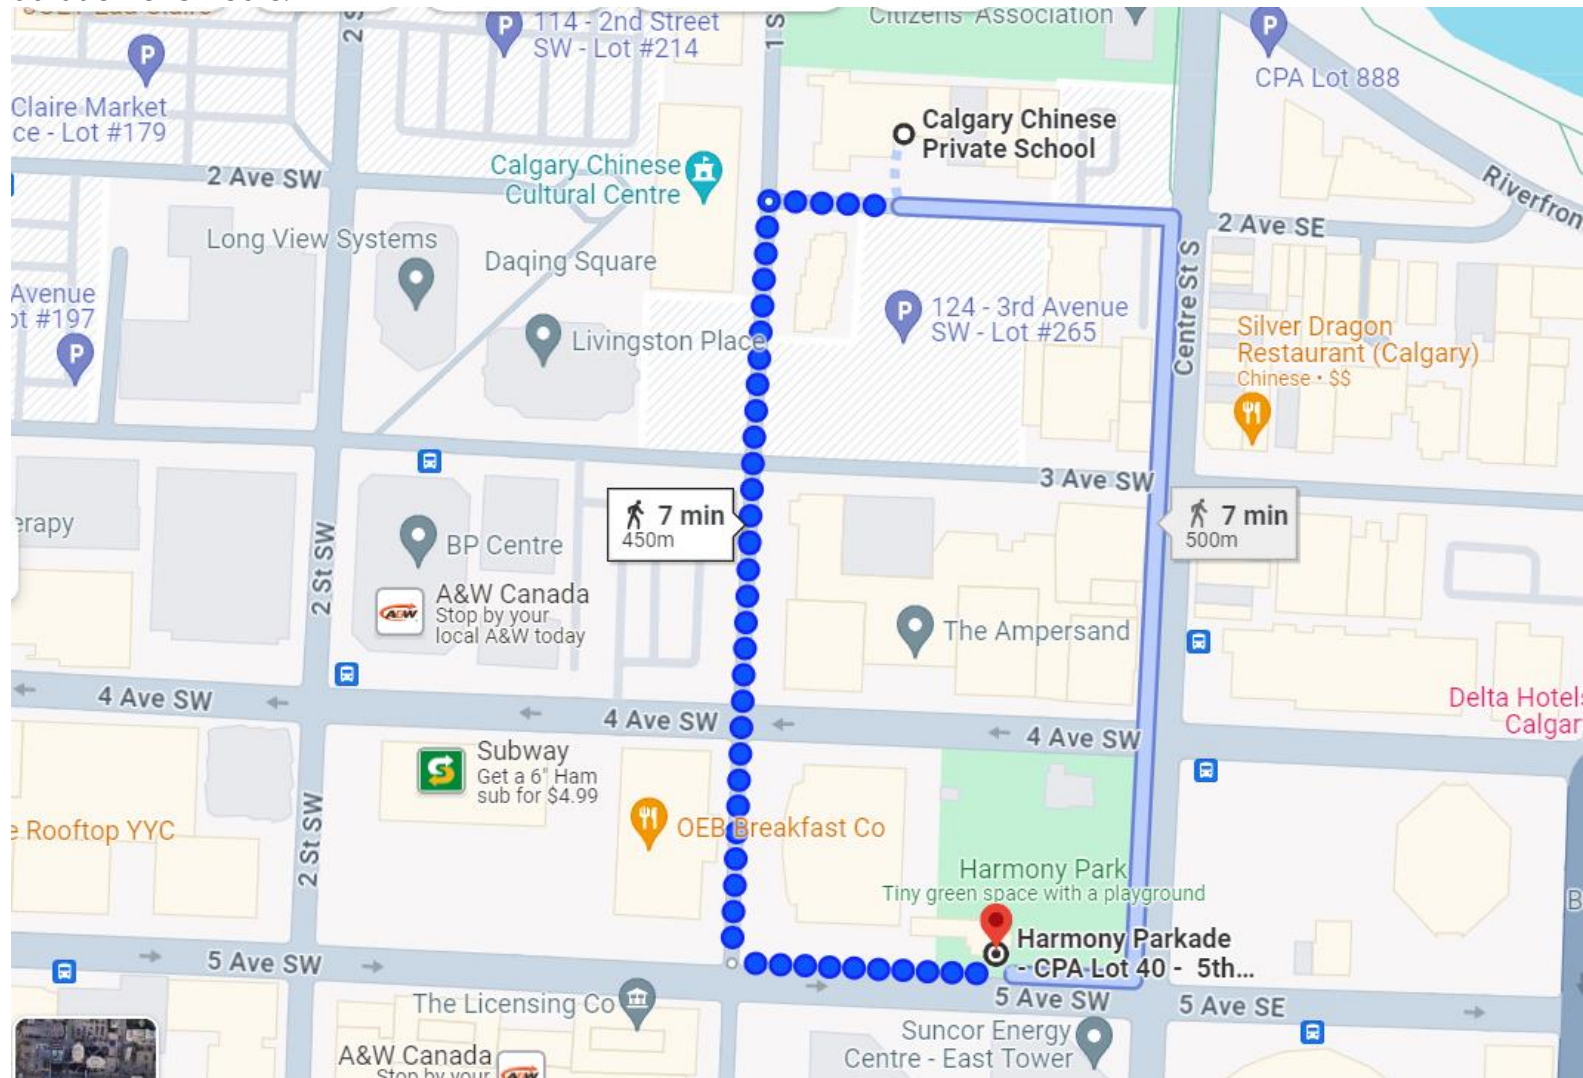 114 - 2nd Street
SW - Lot #214
1 S
2 S
Citizens' Association
CPA Lot 888
Claire Market
ce - Lot #179
Calgary Chinese
Private School
Calgary Chinese
Cultural Centre
2 Ave SW
Riverfron
2 Ave SE
Long View Systems
Daqing Square
Centre St S
Avenue
ot #197
124 - 3rd Avenue
SW - Lot #265
Livingston Place
Silver Dragon
Restaurant (Calgary)
Chinese • $$
3 Ave SW
7 min
450m
7 min
500m
erapy
BP Centre
2 St SW
A&W Canada
Stop by your
local A&W today
A&W
The Ampersand
4 Ave SW
4 Ave SW
4 Ave SW
Delta Hotels
Calgar
Subway
Get a 6" Ham
sub for $4.99
e Rooftop YYC
2 St SW
OEB Breakfast Co
Harmony Park
Tiny green space with a playground
B
Harmony Parkade
- CPA Lot 40 - 5th...
5 Ave SW
5 Ave SW
5 Ave SE
The Licensing Co
Suncor Energy
Centre - East Tower
A&W Canada
Stop by your
A&W